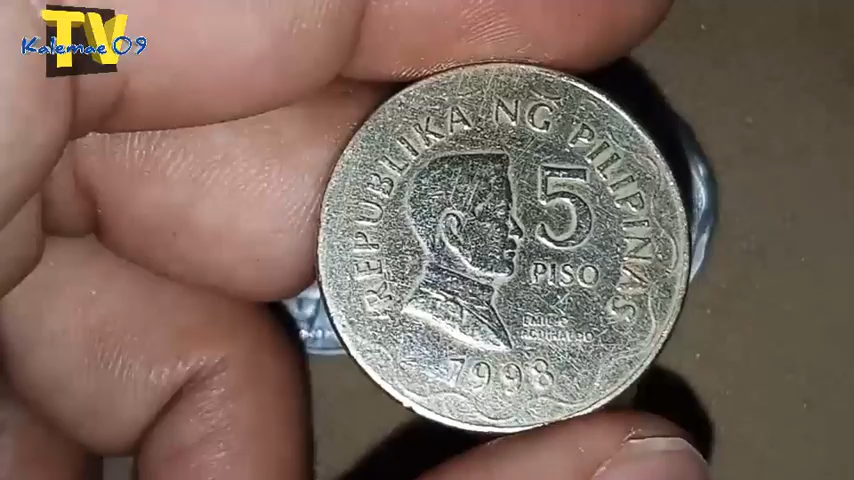 TV
Kalemae 09
REPUBLIKA NG PILIPINAS
5
PISO
EMILIO
AGUINALDO
1998